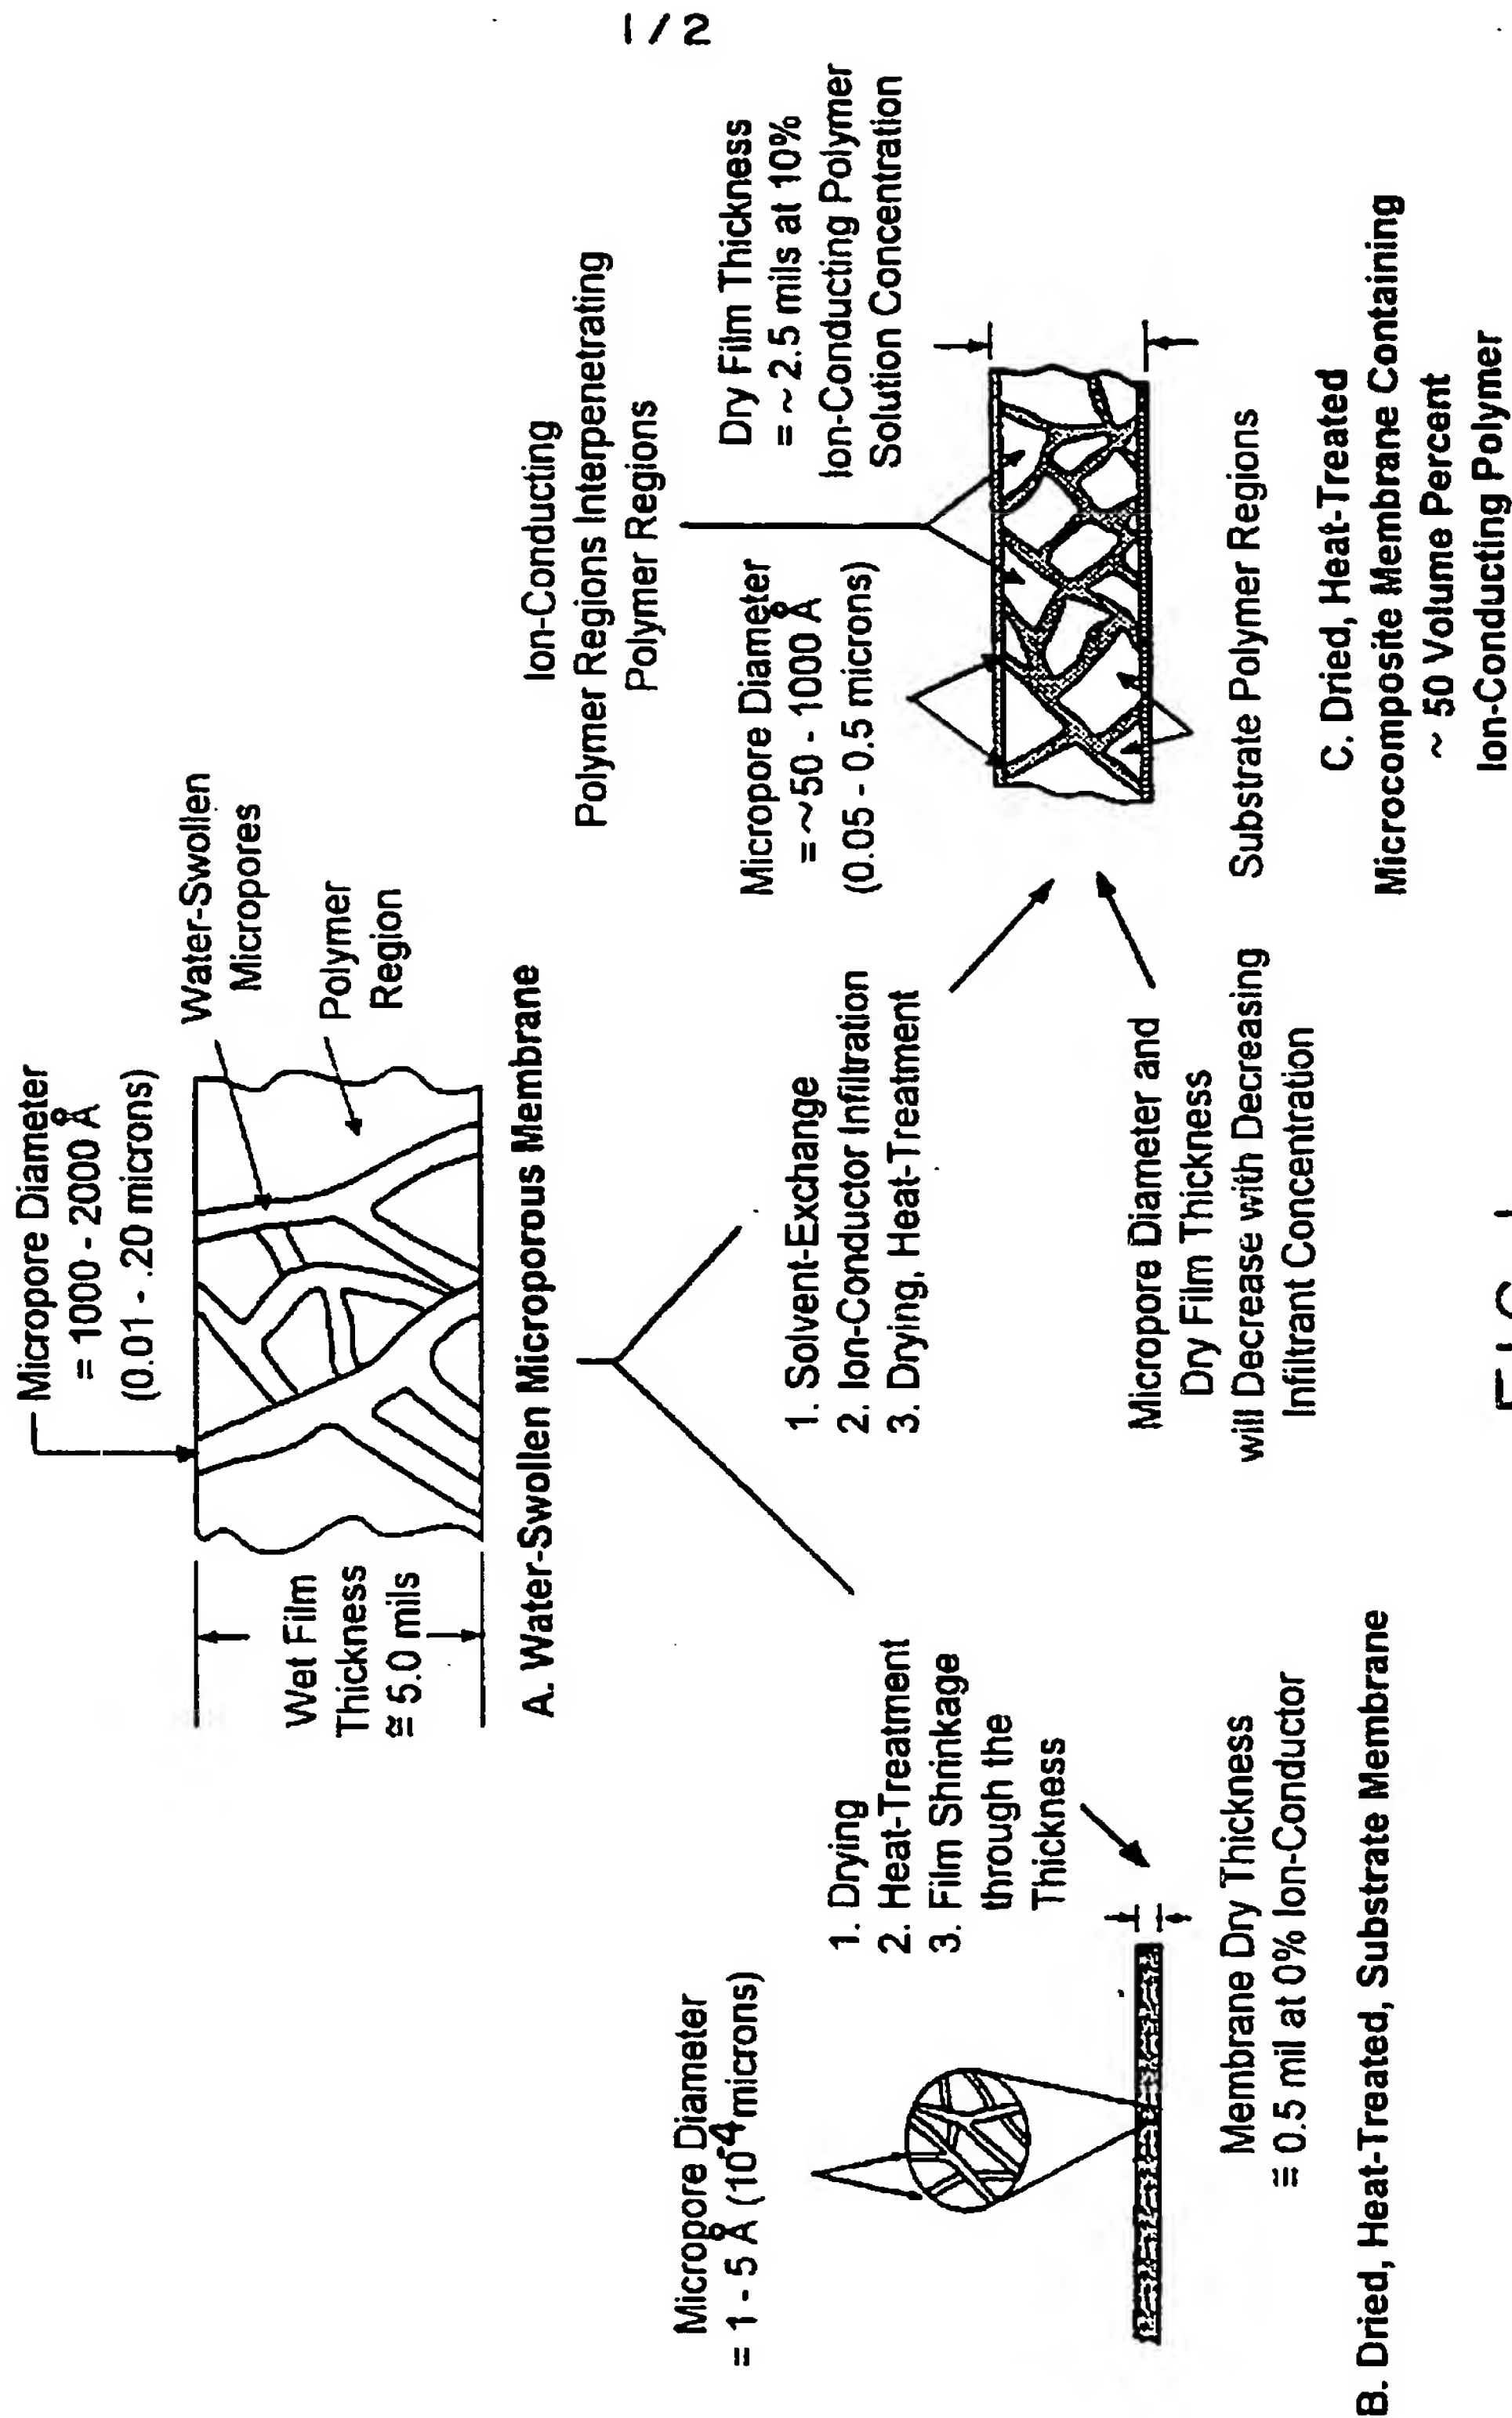 1/2
Micropore Diameter
= 1000 - 2000 Å
(0.01 - .20 microns)
Water-Swollen
Micropores
Polymer
Region
Wet Film
Thickness
≅ 5.0 mils
A. Water-Swollen Microporous Membrane
1. Drying
2. Heat-Treatment
3. Film Shrinkage
through the
Thickness
Micropore Diameter
= 1 - 5 Å (10-4 microns)
Membrane Dry Thickness
≅ 0.5 mil at 0% Ion-Conductor
B. Dried, Heat-Treated, Substrate Membrane
1. Solvent-Exchange
2. Ion-Conductor Infiltration
3. Drying, Heat-Treatment
Micropore Diameter and
Dry Film Thickness
will Decrease with Decreasing
Infiltrant Concentration
Ion-Conducting
Polymer Regions Interpenetrating
Polymer Regions
Micropore Diameter
= ~50 - 1000 Å
(0.05 - 0.5 microns)
Dry Film Thickness
= ~ 2.5 mils at 10%
Ion-Conducting Polymer
Solution Concentration
Substrate Polymer Regions
C. Dried, Heat-Treated
Microcomposite Membrane Containing
~ 50 Volume Percent
Ion-Conducting Polymer